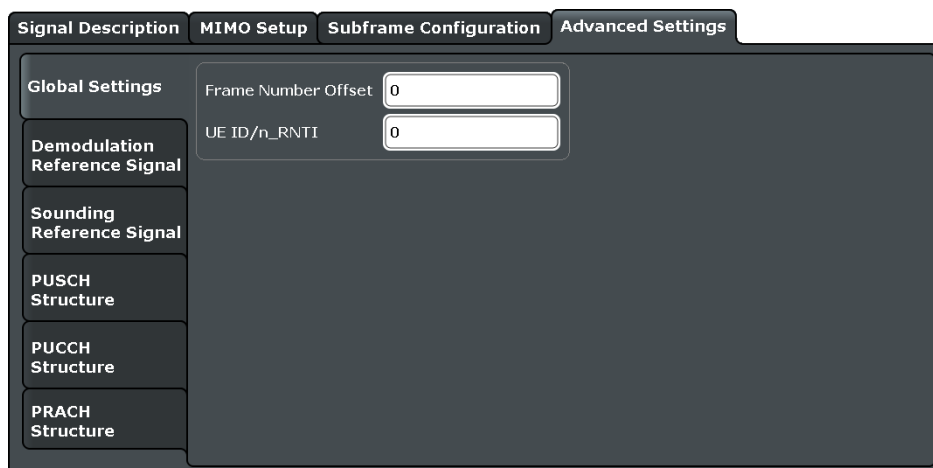 Signal Description MIMO Setup Subframe Configuration Advanced Settings
Global Settings
Frame Number Offset 0
UE ID/n_RNTI 0
Demodulation
Reference Signal
Sounding
Reference Signal
PUSCH
Structure
PUCCH
Structure
PRACH
Structure